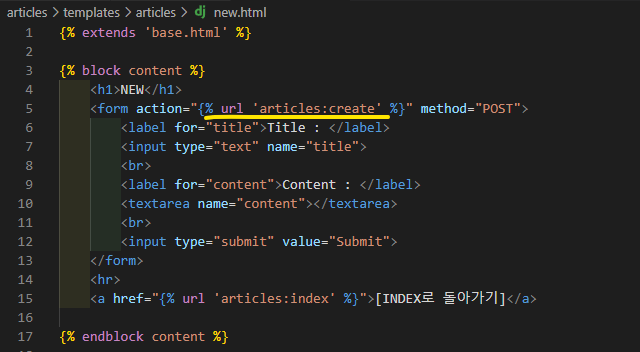 articles > templates > articles > dj new.html
1 {% extends 'base.html' %}
2
3 {% block content %}
4 <h1>NEW</h1>
5 <form action="{% url 'articles:create' %}" method="POST">
6 <label for="title">Title : </label>
7 <input type="text" name="title">
8 <br>
9 <label for="content">Content : </label>
10 <textarea name="content"></textarea>
11 <br>
12 <input type="submit" value="Submit">
13 </form>
14 <hr>
15 <a href="{% url 'articles:index' %}">[INDEX로 돌아가기]</a>
16
17 {% endblock content %}